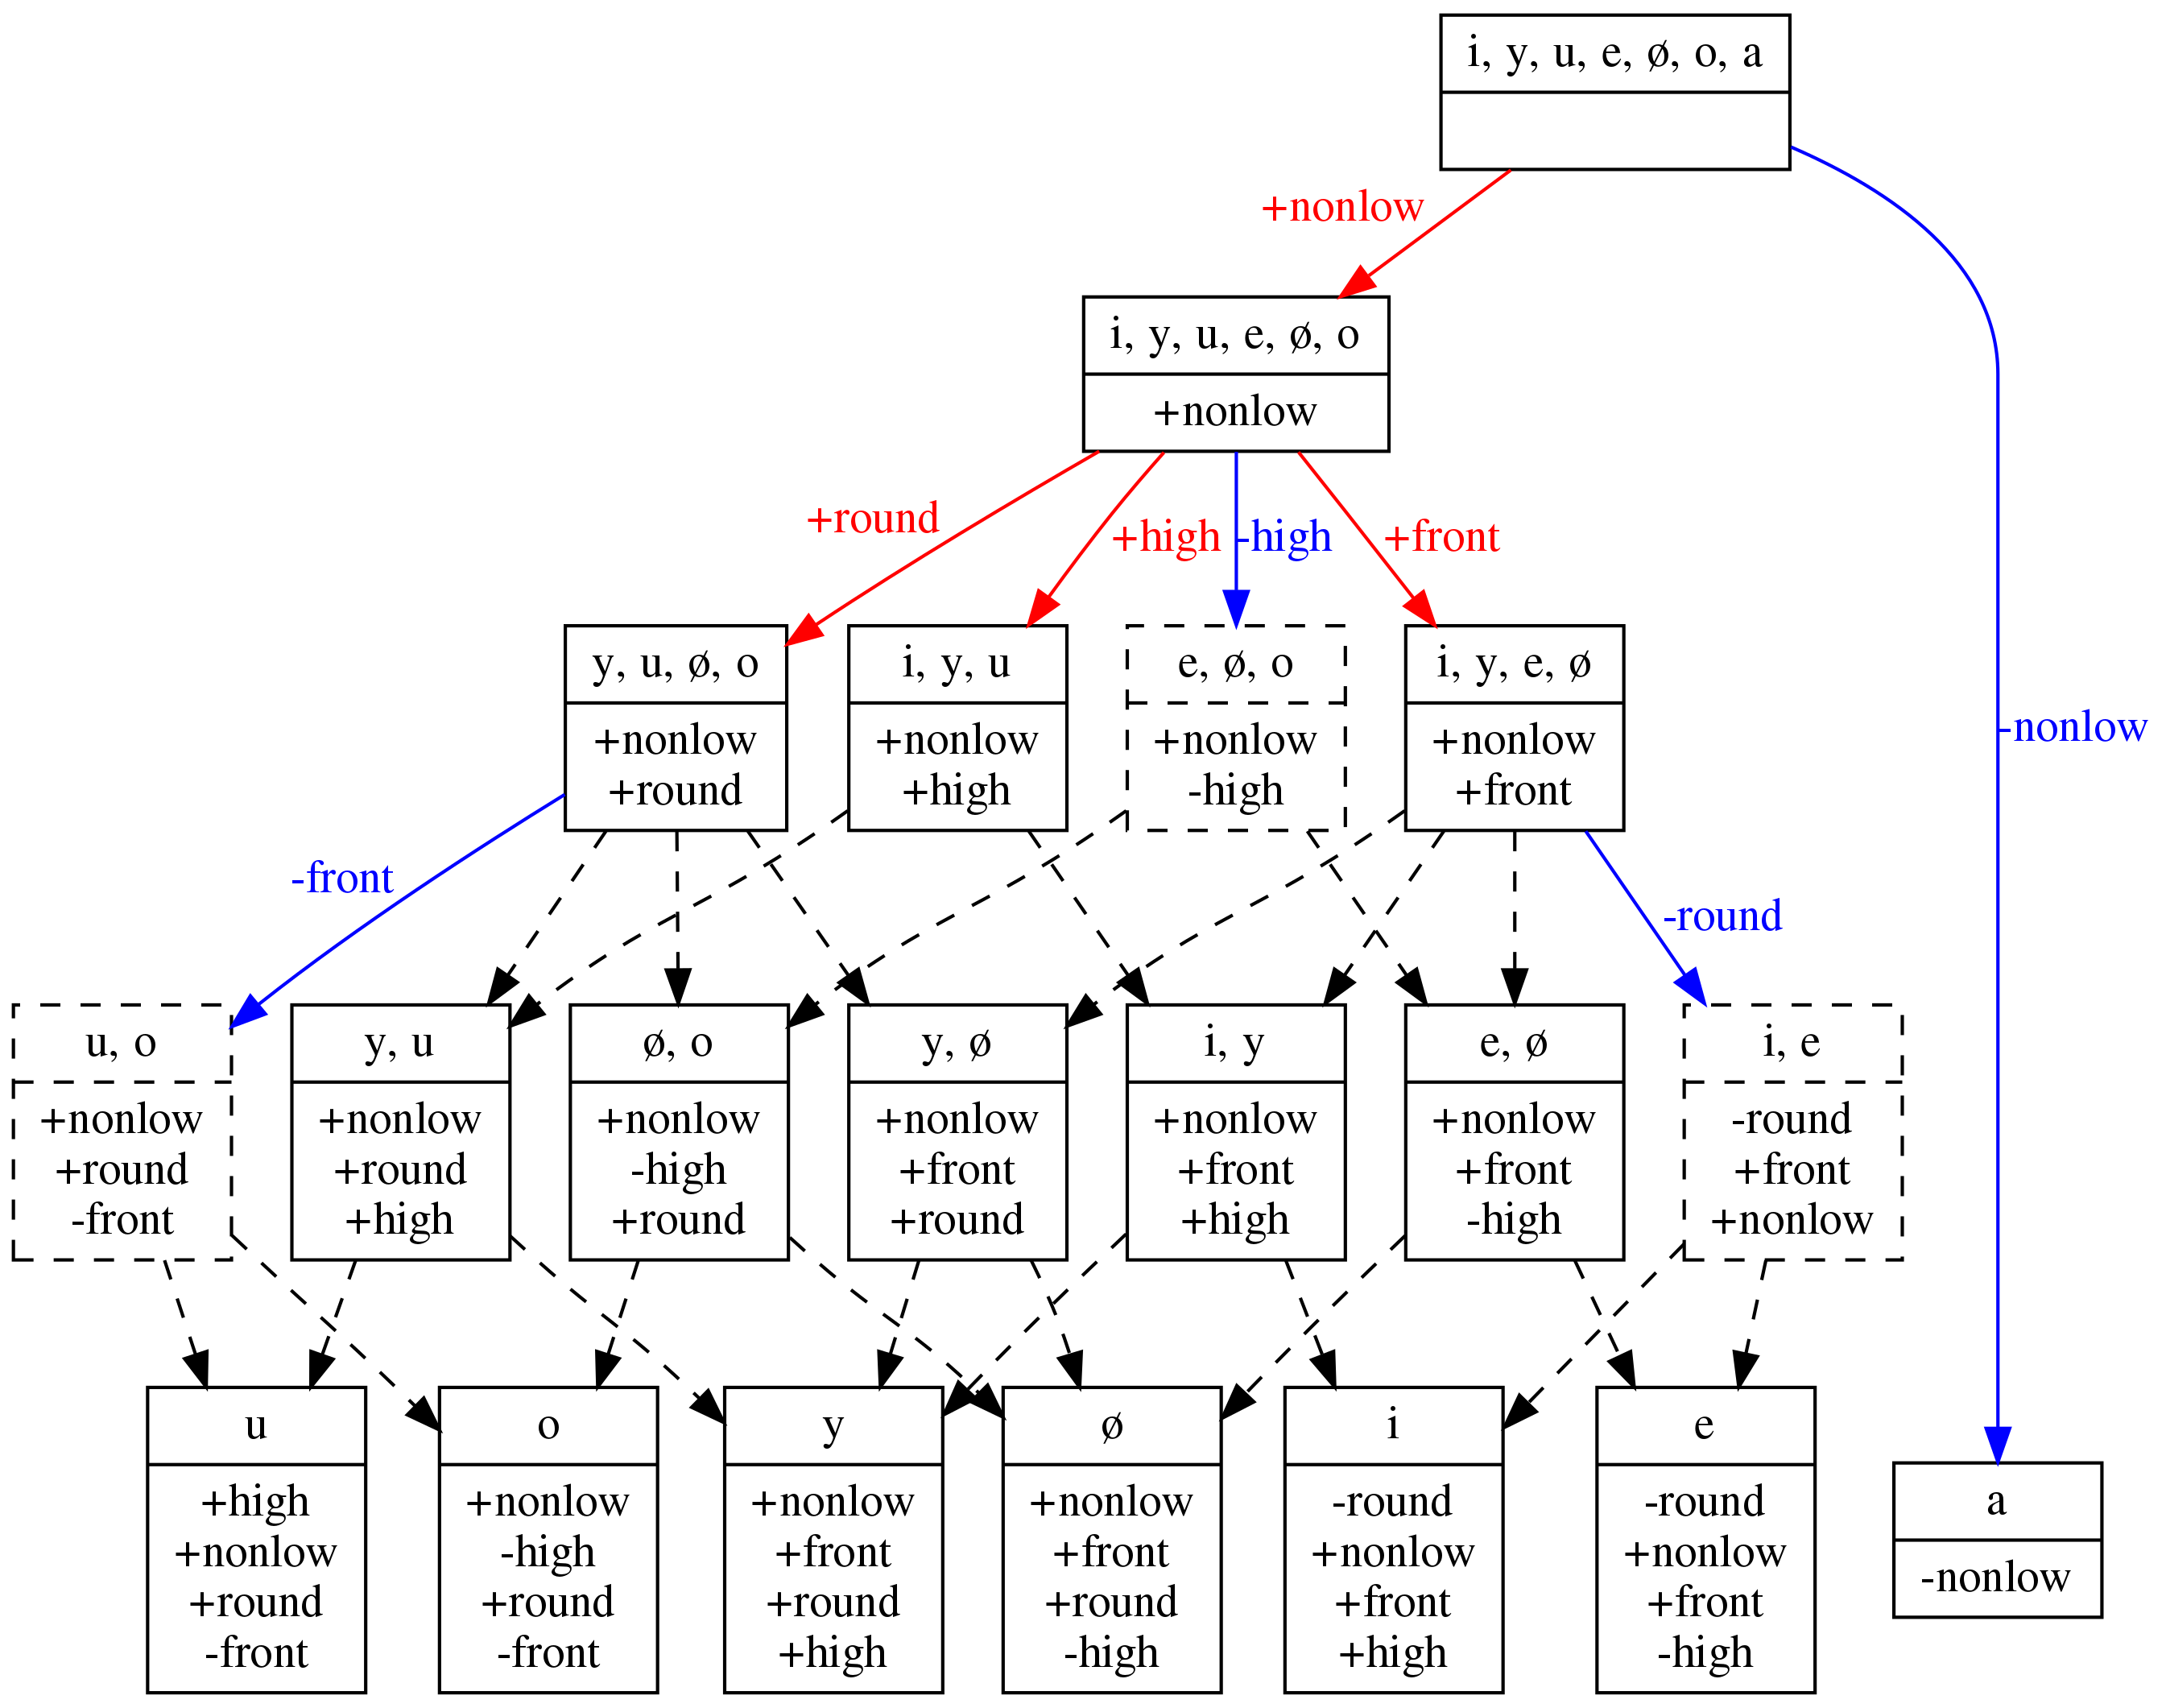 i, y, u, e, ø, o, a
+nonlow
i, y, u, e, ø, o
+nonlow
+round
+high
-high
+front
y, u, ø, o
+nonlow
+round
i, y, u
+nonlow
+high
e, ø, o
+nonlow
-high
i, y, e, ø
+nonlow
+front
-nonlow
-front
-round
u, o
+nonlow
+round
-front
y, u
+nonlow
+round
+high
ø, o
+nonlow
-high
+round
y, ø
+nonlow
+front
+round
i, y
+nonlow
+front
+high
e, ø
+nonlow
+front
-high
i, e
-round
+front
+nonlow
u
+high
+nonlow
+round
-front
o
+nonlow
-high
+round
-front
y
+nonlow
+front
+round
+high
ø
+nonlow
+front
+round
-high
i
-round
+nonlow
+front
+high
e
-round
+nonlow
+front
-high
a
-nonlow